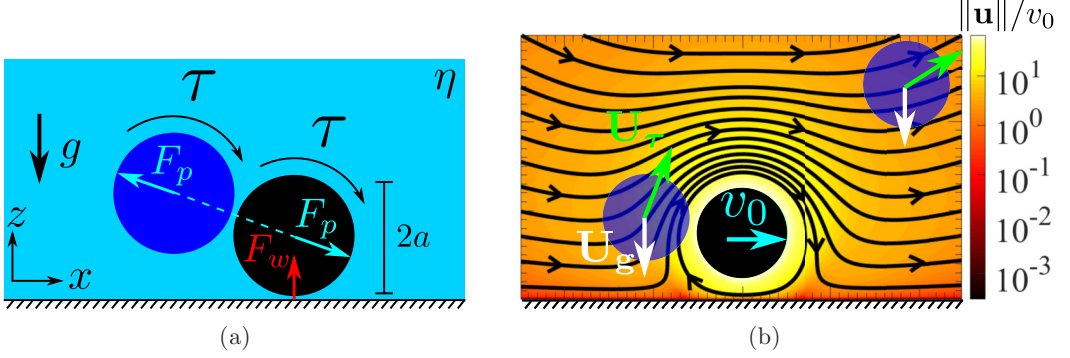 τ
τ
η
g
F_p
F_p
F_w
2a
z
x
(a)
‖u‖/v_0
10^1
10^0
10^{-1}
10^{-2}
10^{-3}
U_τ
v_0
U_g
(b)